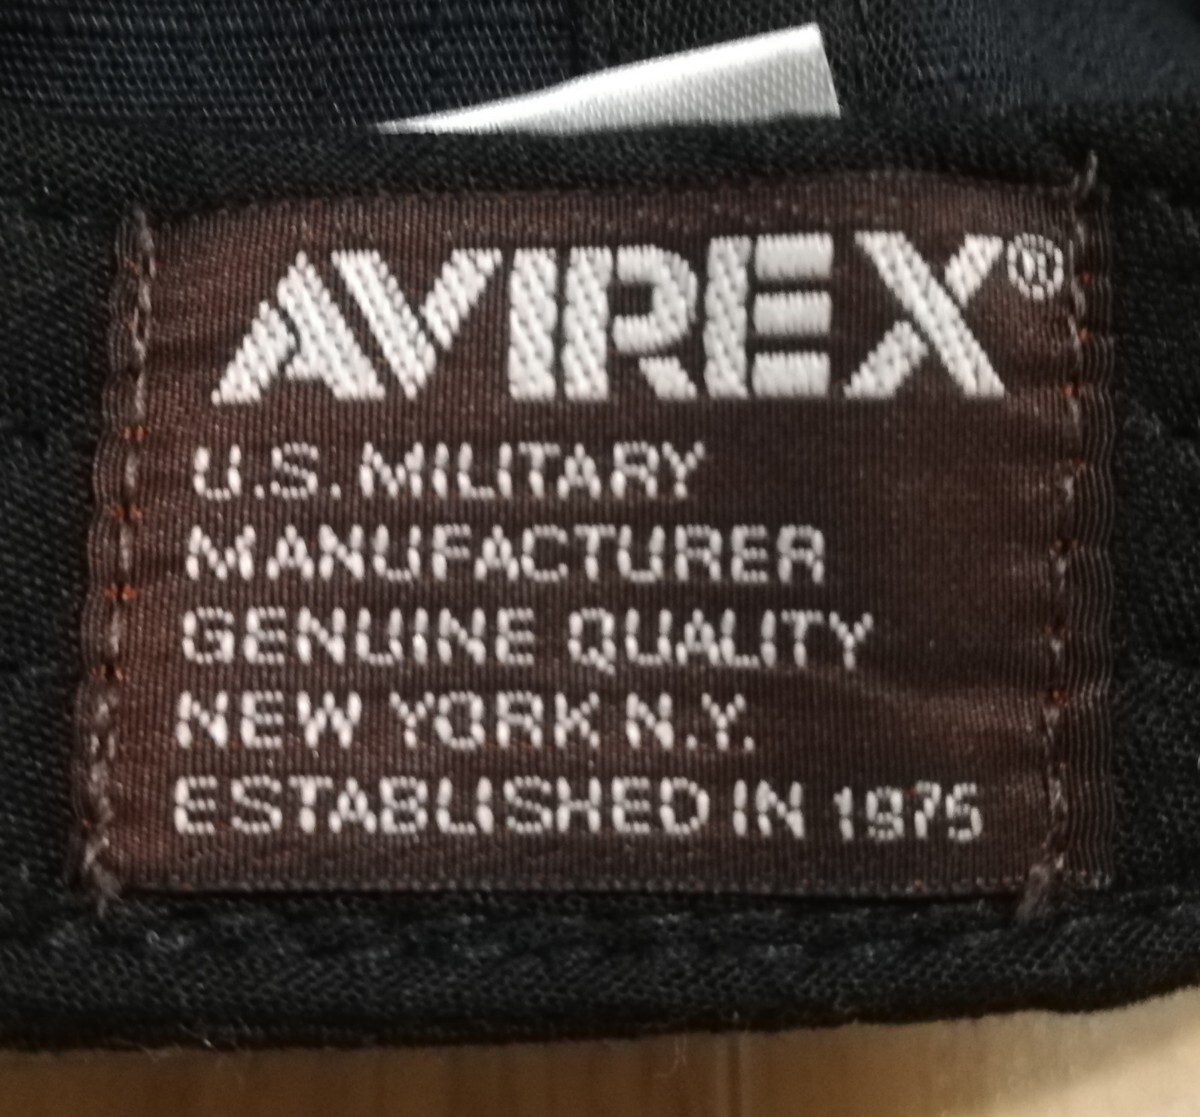 AVIREX®
U.S. MILITARY
MANUFACTURER
GENUINE QUALITY
NEW YORK N.Y.
ESTABLISHED IN 1975